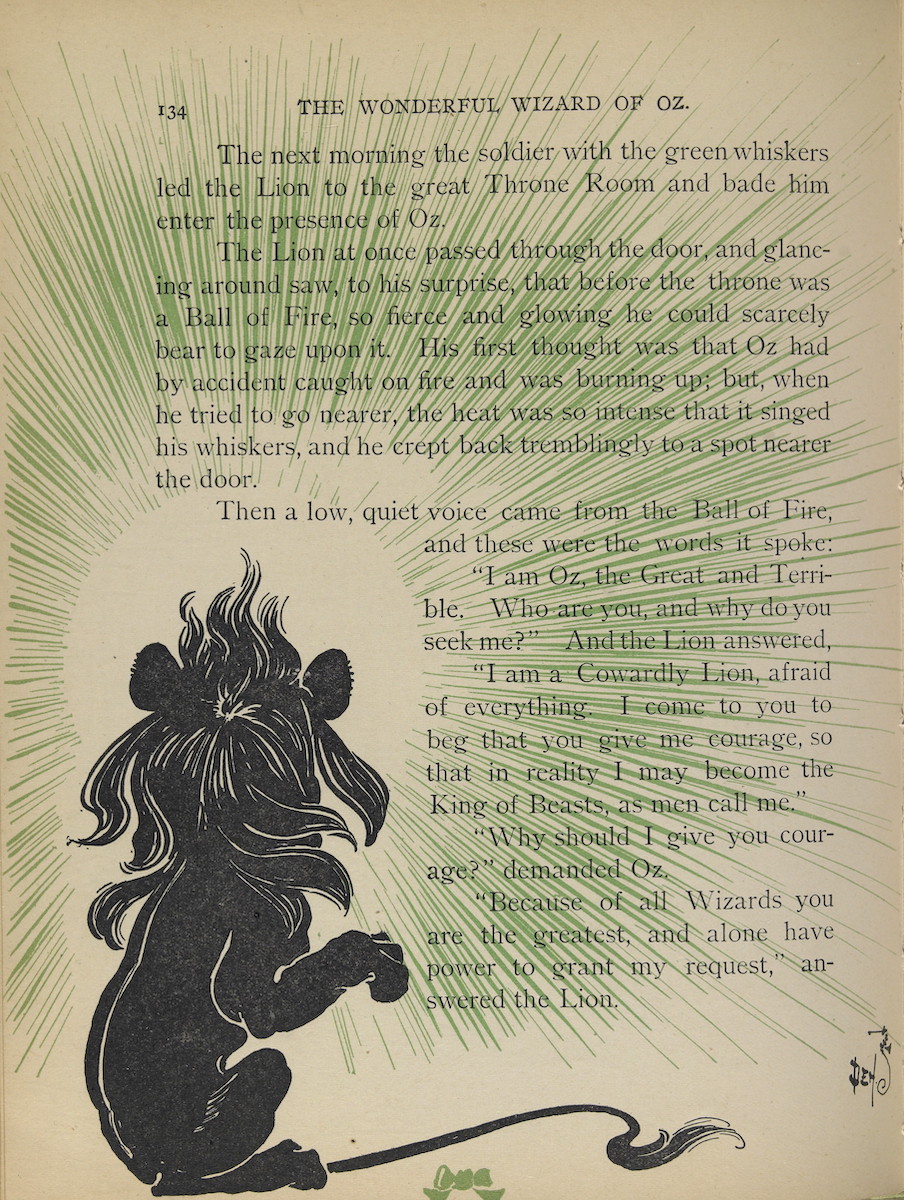 134 THE WONDERFUL WIZARD OF OZ.
The next morning the soldier with the green whiskers
led the Lion to the great Throne Room and bade him
enter the presence of Oz.
The Lion at once passed through the door, and glanc-
ing around saw, to his surprise, that before the throne was
a Ball of Fire, so fierce and glowing he could scarcely
bear to gaze upon it. His first thought was that Oz had
by accident caught on fire and was burning up; but, when
he tried to go nearer, the heat was so intense that it singed
his whiskers, and he crept back tremblingly to a spot nearer
the door.
Then a low, quiet voice came from the Ball of Fire,
and these were the words it spoke:
"I am Oz, the Great and Terri-
ble. Who are you, and why do you
seek me?" And the Lion answered,
"I am a Cowardly Lion, afraid
of everything. I come to you to
beg that you give me courage, so
that in reality I may become the
King of Beasts, as men call me."
"Why should I give you cour-
age?" demanded Oz.
"Because of all Wizards you
are the greatest, and alone have
power to grant my request," an-
swered the Lion.